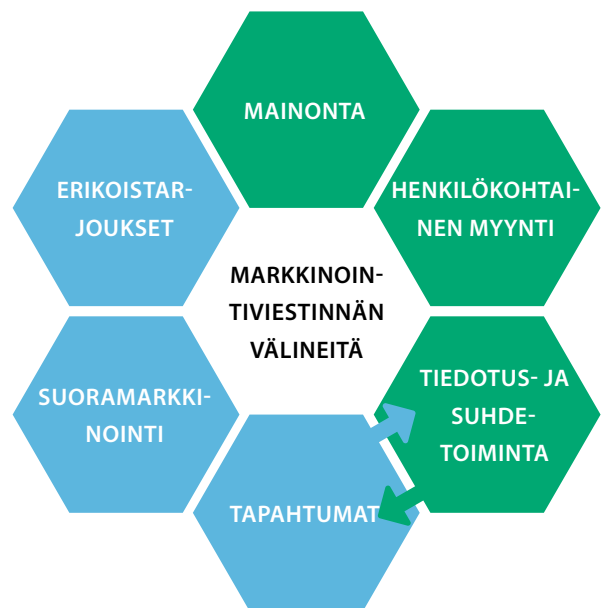 MAINONTA
ERIKOISTAR-
JOUKSET
HENKILÖKOHTAI-
NEN MYYNTI
MARKKINOIN-
TIVIESTINNÄN
VÄLINEITÄ
SUORAMARKKI-
NOINTI
TIEDOTUS- JA
SUHDE-
TOIMINTA
TAPAHTUMAT